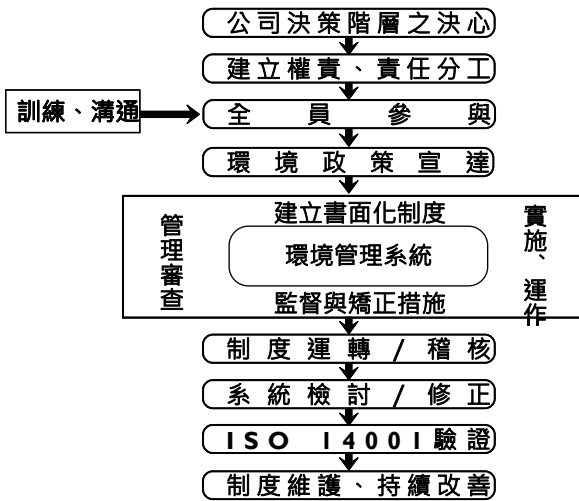 公司決策階層之決心
建立權責、責任分工
訓練、溝通
全員參與
環境政策宣達
建立書面化制度
管理審查
環境管理系統
實施、運作
監督與矯正措施
制度運轉/稽核
系統檢討/修正
ISO 14001驗證
制度維護、持續改善